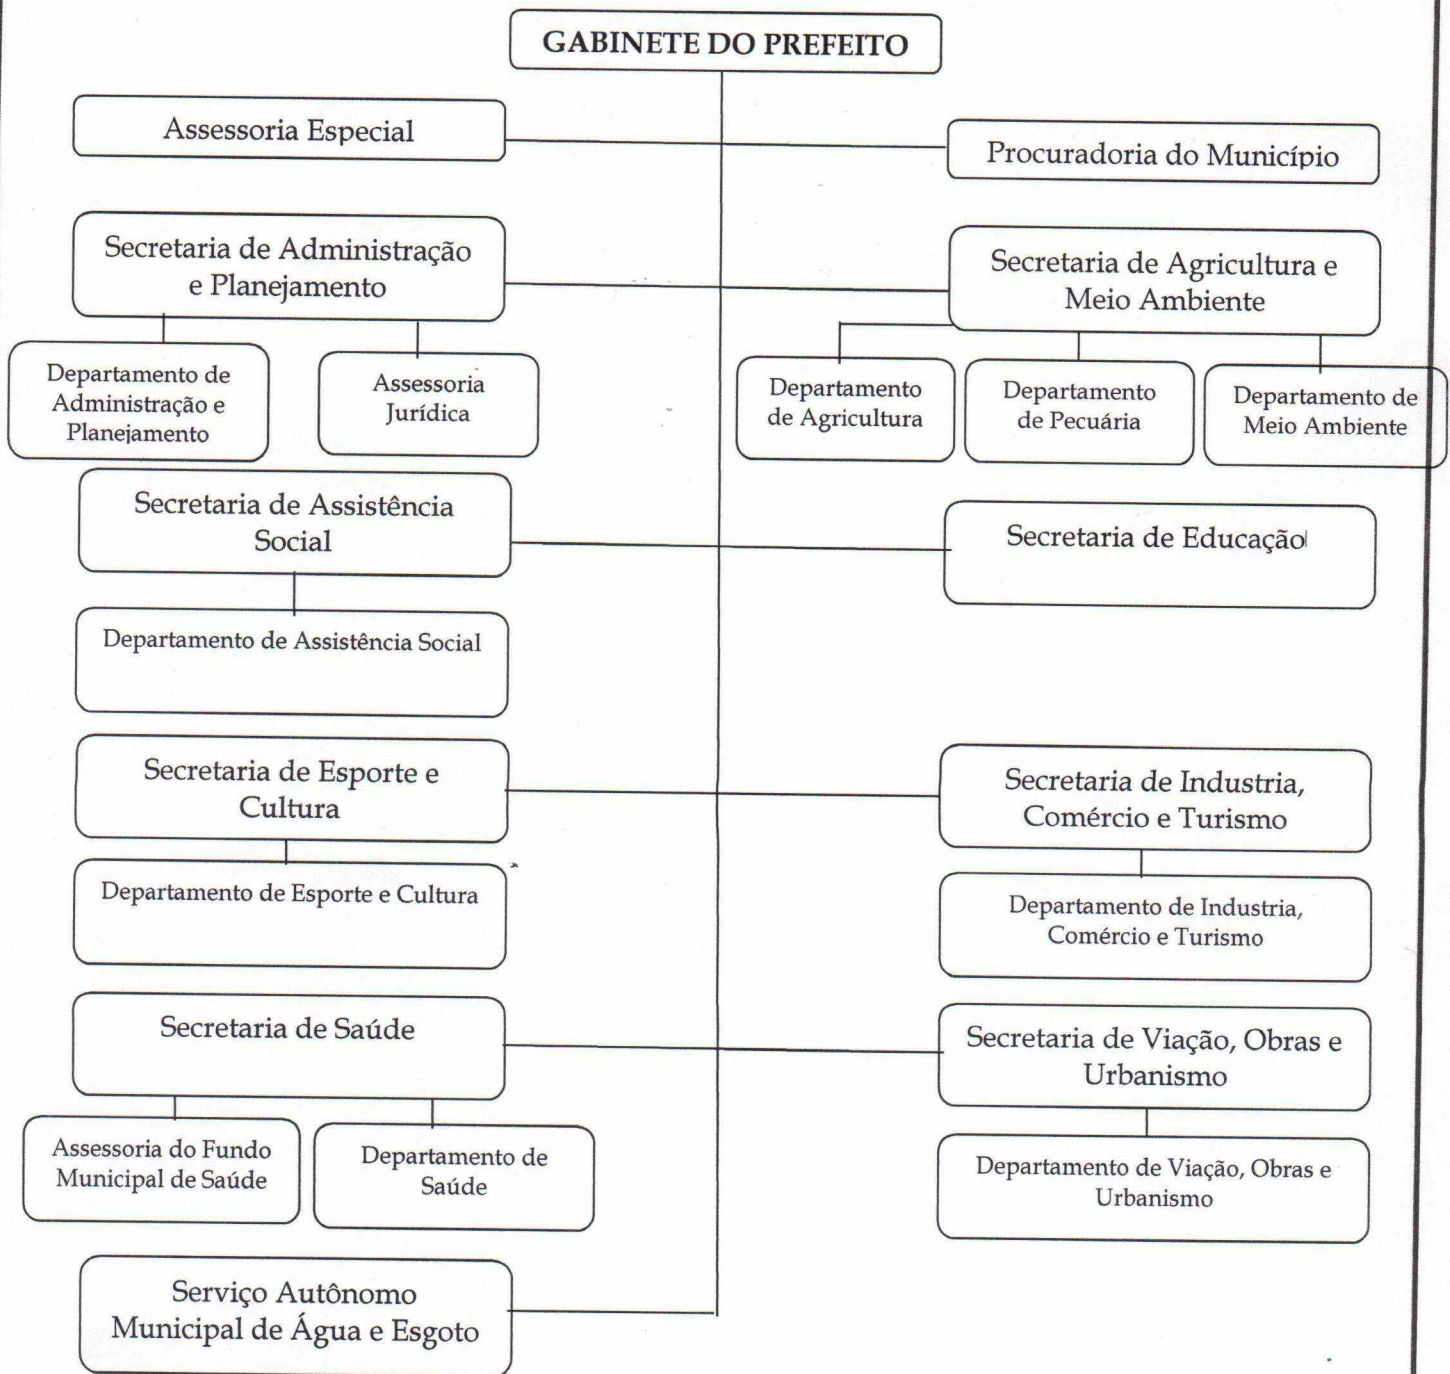 GABINETE DO PREFEITO
Assessoria Especial
Procuradoria do Município
Secretaria de Administração
e Planejamento
Secretaria de Agricultura e
Meio Ambiente
Departamento de
Administração e
Planejamento
Assessoria
Jurídica
Departamento
de Agricultura
Departamento
de Pecuária
Departamento de
Meio Ambiente
Secretaria de Assistência
Social
Secretaria de Educação
Departamento de Assistência Social
Secretaria de Esporte e
Cultura
Secretaria de Industria,
Comércio e Turismo
Departamento de Esporte e Cultura
Departamento de Industria,
Comércio e Turismo
Secretaria de Saúde
Secretaria de Viação, Obras e
Urbanismo
Assessoria do Fundo
Municipal de Saúde
Departamento de
Saúde
Departamento de Viação, Obras e
Urbanismo
Serviço Autônomo
Municipal de Água e Esgoto